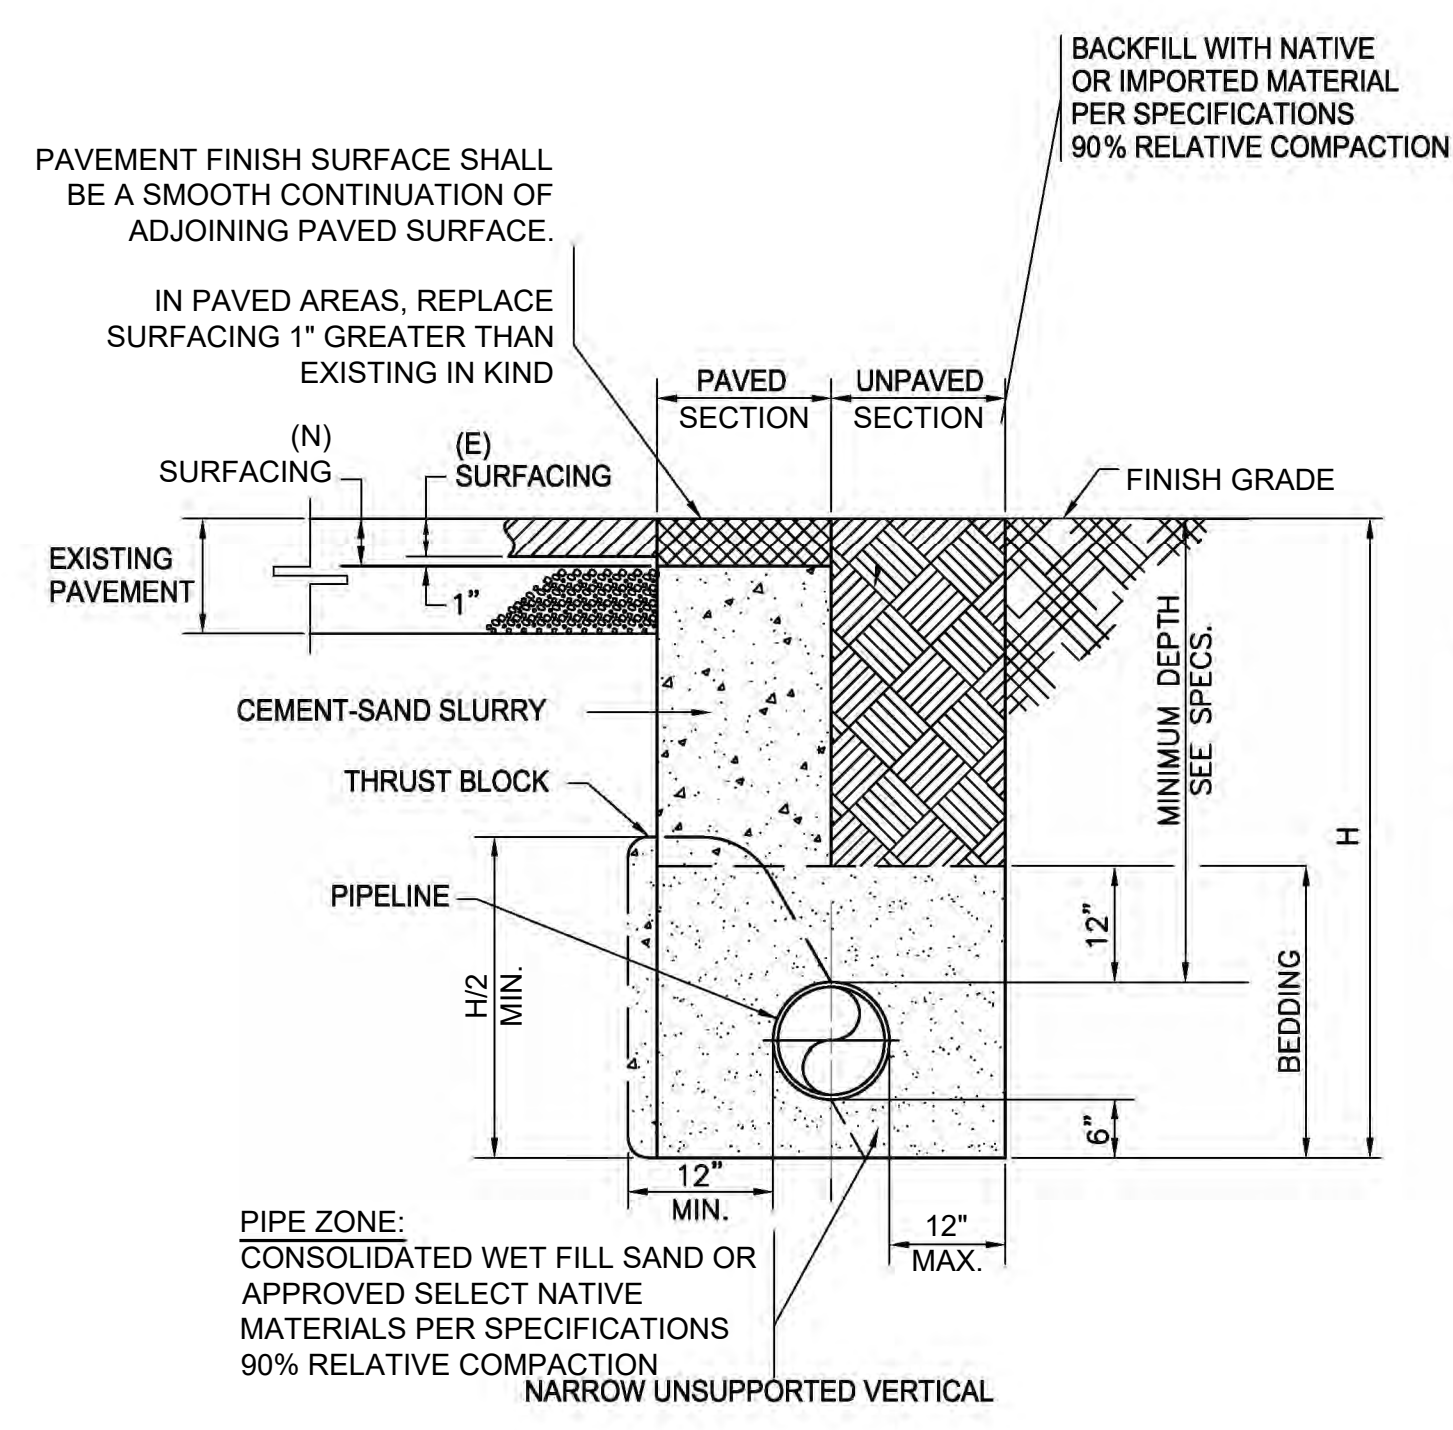 BACKFILL WITH NATIVE
OR IMPORTED MATERIAL
PER SPECIFICATIONS
90% RELATIVE COMPACTION
PAVEMENT FINISH SURFACE SHALL
BE A SMOOTH CONTINUATION OF
ADJOINING PAVED SURFACE.
IN PAVED AREAS, REPLACE
SURFACING 1" GREATER THAN
EXISTING IN KIND
PAVED
SECTION
UNPAVED
SECTION
(N)
SURFACING
(E)
SURFACING
FINISH GRADE
EXISTING
PAVEMENT
1"
CEMENT-SAND SLURRY
THRUST BLOCK
PIPELINE
MINIMUM DEPTH
SEE SPECS.
H
12"
BEDDING
H/2
MIN.
6"
12"
MIN.
12"
MAX.
PIPE ZONE:
CONSOLIDATED WET FILL SAND OR
APPROVED SELECT NATIVE
MATERIALS PER SPECIFICATIONS
90% RELATIVE COMPACTION
NARROW UNSUPPORTED VERTICAL